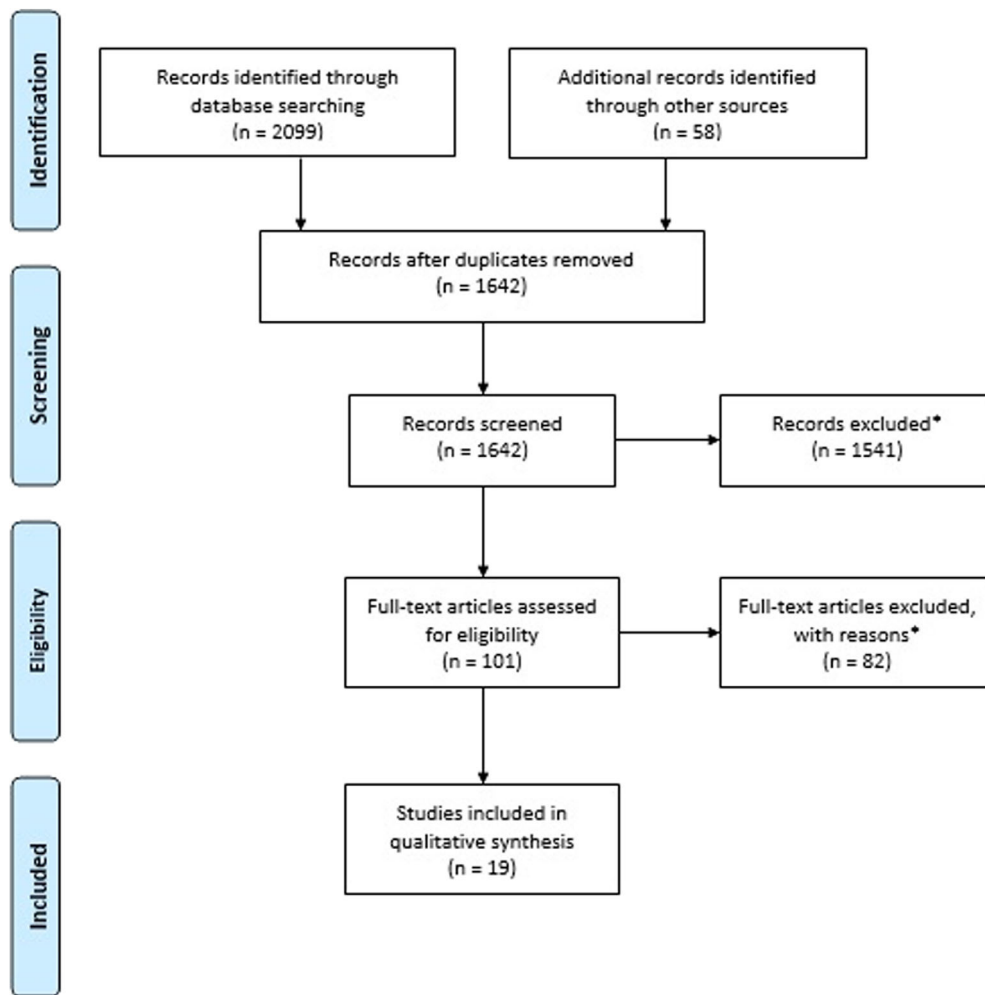 Identification
Records identified through
database searching
(n = 2099)
Additional records identified
through other sources
(n = 58)
Records after duplicates removed
(n = 1642)
Screening
Records screened
(n = 1642)
Records excluded*
(n = 1541)
Eligibility
Full-text articles assessed
for eligibility
(n = 101)
Full-text articles excluded,
with reasons*
(n = 82)
Included
Studies included in
qualitative synthesis
(n = 19)